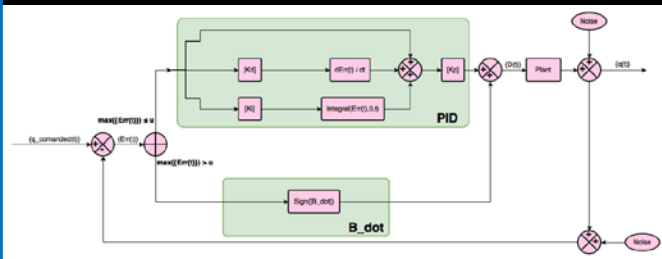 Noise
[Kd]
dErr(t) / dt
[Kp]
{D(t)}
Plant
{q(t)}
[Ki]
Integral(Err(t),0,t)
max({Err(t)}) ≤ u
PID
{q_comanded(t)}
{Err(t)}
max({Err(t)}) > u
Sign(B_dot)
B_dot
Noise